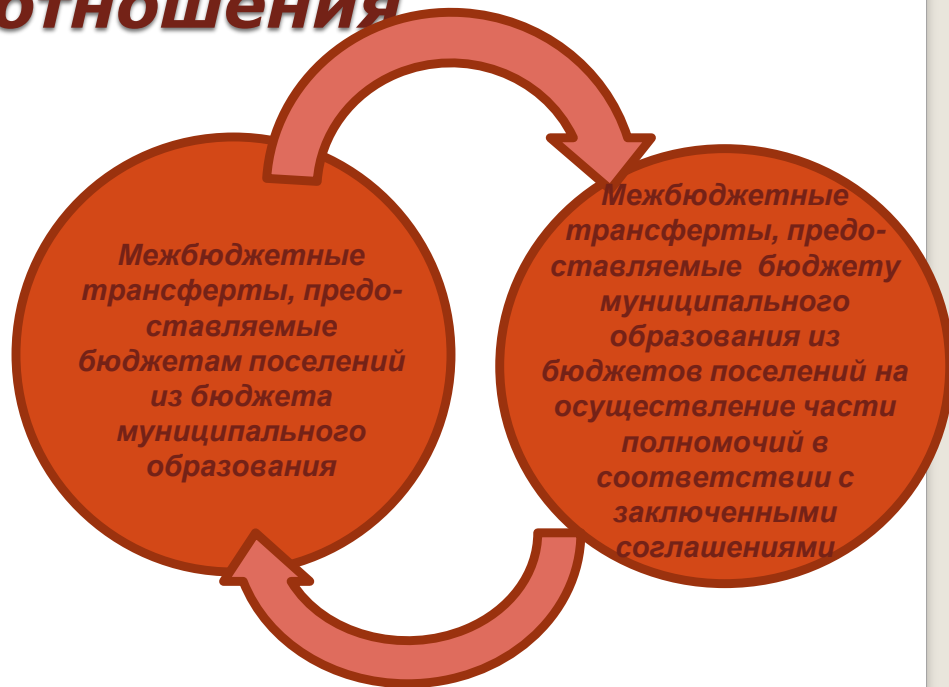 отношения
Межбюджетные
трансферты, предо-
ставляемые
бюджетам поселений
из бюджета
муниципального
образования
Межбюджетные
трансферты, предо-
ставляемые бюджету
муниципального
образования из
бюджетов поселений на
осуществление части
полномочий в
соответствии с
заключенными
соглашениями